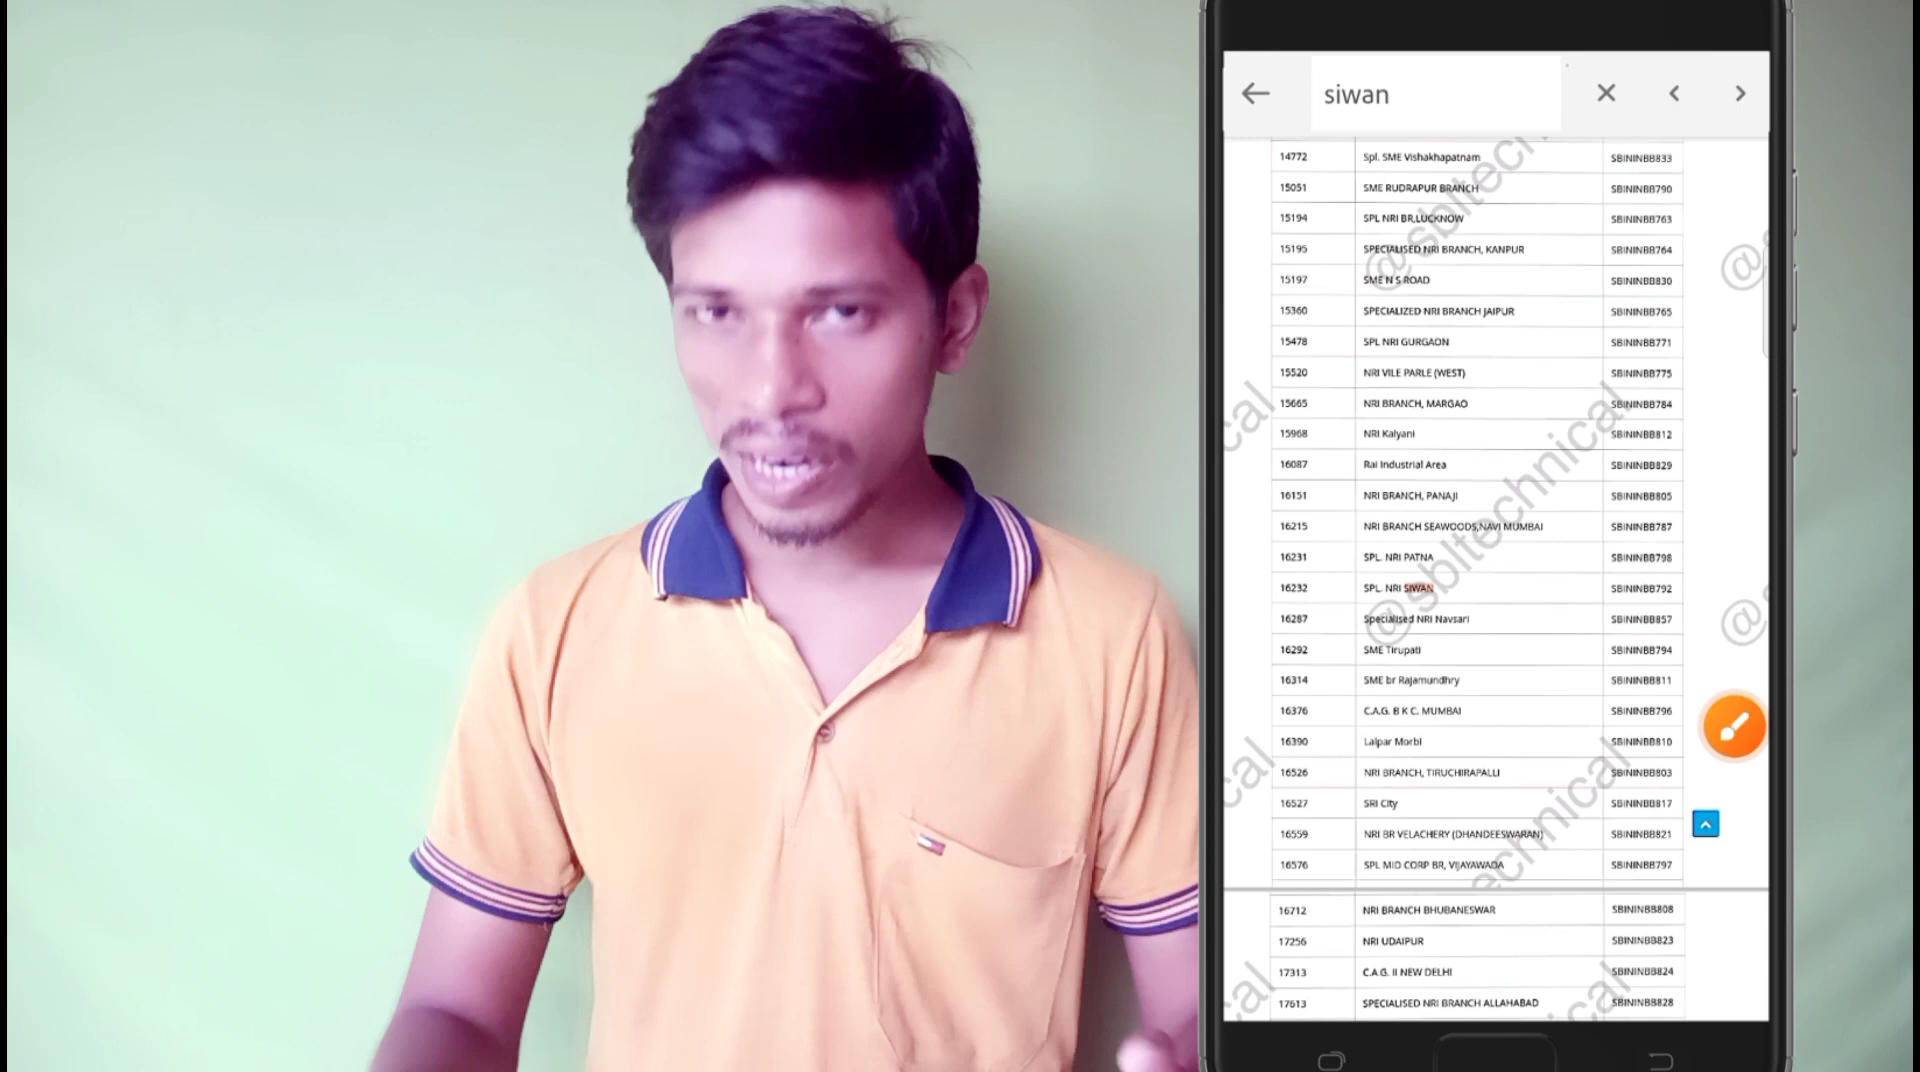 siwan
14772 Spl. SME Vishakhapatnam SBININBB833
15051 SME RUDRAPUR BRANCH SBININBB790
15194 SPL NRI BR,LUCKNOW SBININBB763
15195 SPECIALISED NRI BRANCH, KANPUR SBININBB764
15197 SME N S ROAD SBININBB830
15360 SPECIALIZED NRI BRANCH JAIPUR SBININBB765
15478 SPL NRI GURGAON SBININBB771
15520 NRI VILE PARLE (WEST) SBININBB775
15665 NRI BRANCH, MARGAO SBININBB784
15968 NRI Kalyani SBININBB812
16087 Rai Industrial Area SBININBB829
16151 NRI BRANCH, PANAJI SBININBB805
16215 NRI BRANCH SEAWOODS,NAVI MUMBAI SBININBB787
16231 SPL. NRI PATNA SBININBB798
16232 SPL. NRI SIWAN SBININBB792
16287 Specialised NRI Navsari SBININBB857
16292 SME Tirupati SBININBB794
16314 SME br Rajamundhry SBININBB811
16376 C.A.G. B K C. MUMBAI SBININBB796
16390 Lalpar Morbi SBININBB810
16526 NRI BRANCH, TIRUCHIRAPALLI SBININBB803
16527 SRI City SBININBB817
16559 NRI BR VELACHERY (DHANDEESWARAN) SBININBB821
16576 SPL MID CORP BR, VIJAYAWADA SBININBB797
16712 NRI BRANCH BHUBANESWAR SBININBB808
17256 NRI UDAIPUR SBININBB823
17313 C.A.G. II NEW DELHI SBININBB824
17613 SPECIALISED NRI BRANCH ALLAHABAD SBININBB828
@sbltechnical